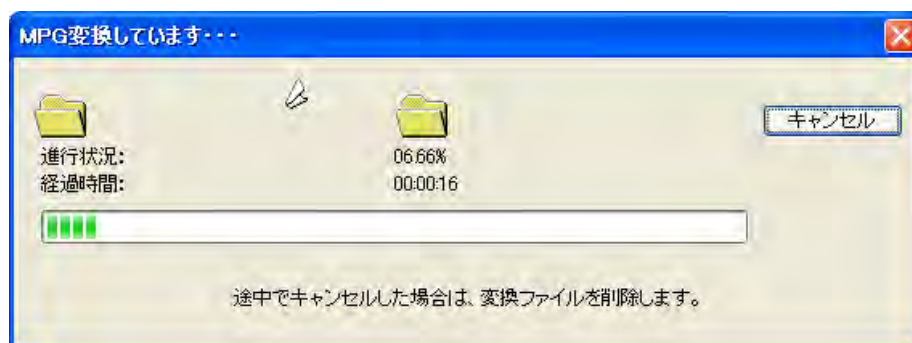 MPG変換しています・・・
キャンセル
進行状況: 06.66%
経過時間: 00:00:16
途中でキャンセルした場合は、変換ファイルを削除します。